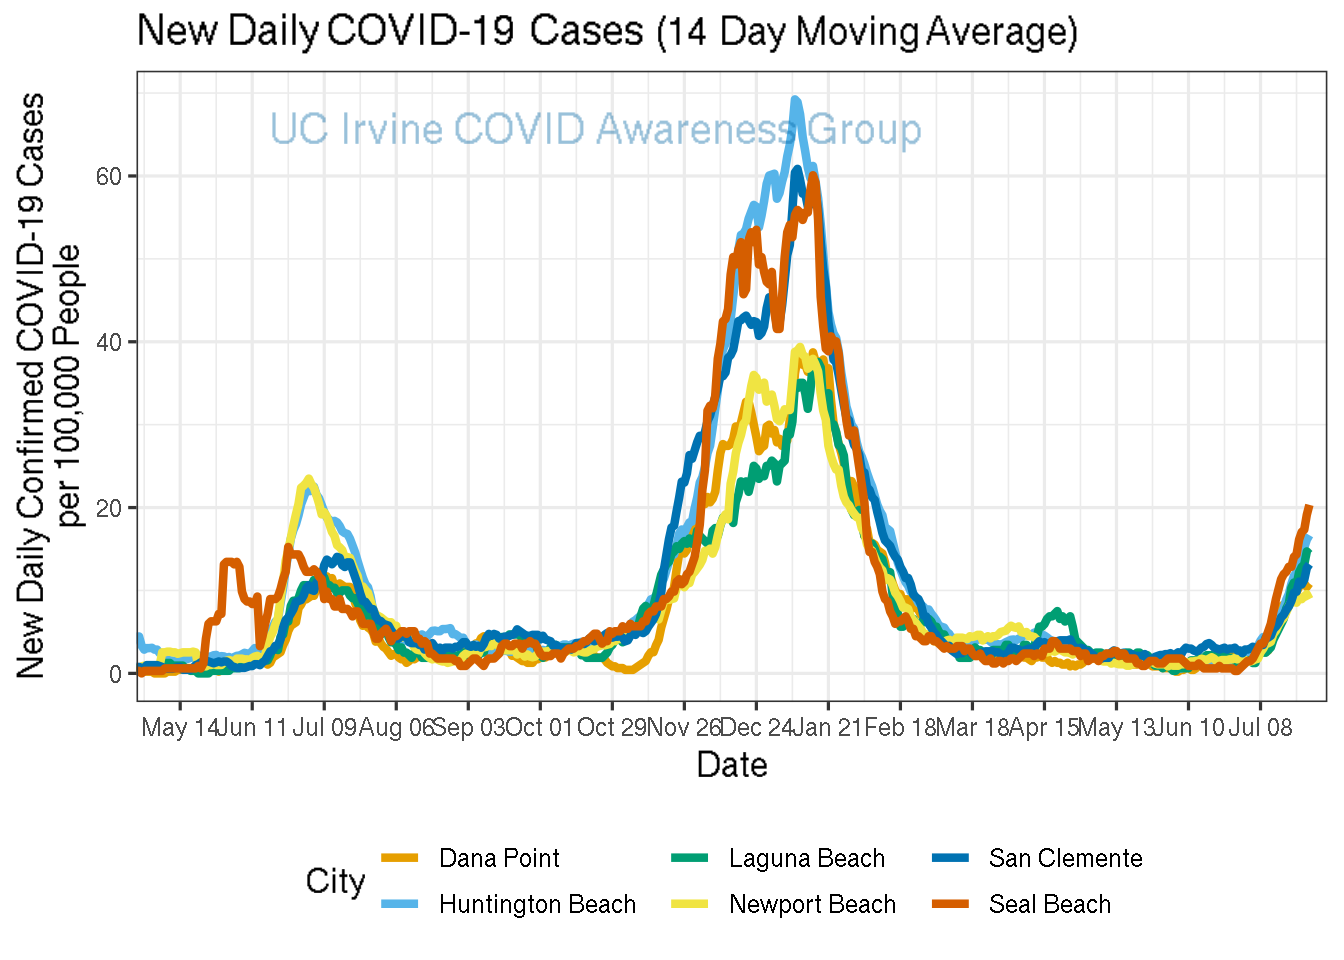 New Daily COVID-19 Cases (14 Day Moving Average)
UC Irvine COVID Awareness Group
New Daily Confirmed COVID-19 Cases
per 100,000 People
60
40
20
0
May 14 Jun 11 Jul 09 Aug 06 Sep 03 Oct 01 Oct 29 Nov 26 Dec 24 Jan 21 Feb 18 Mar 18 Apr 15 May 13 Jun 10 Jul 08
Date
City
Dana Point Laguna Beach San Clemente
Huntington Beach Newport Beach Seal Beach